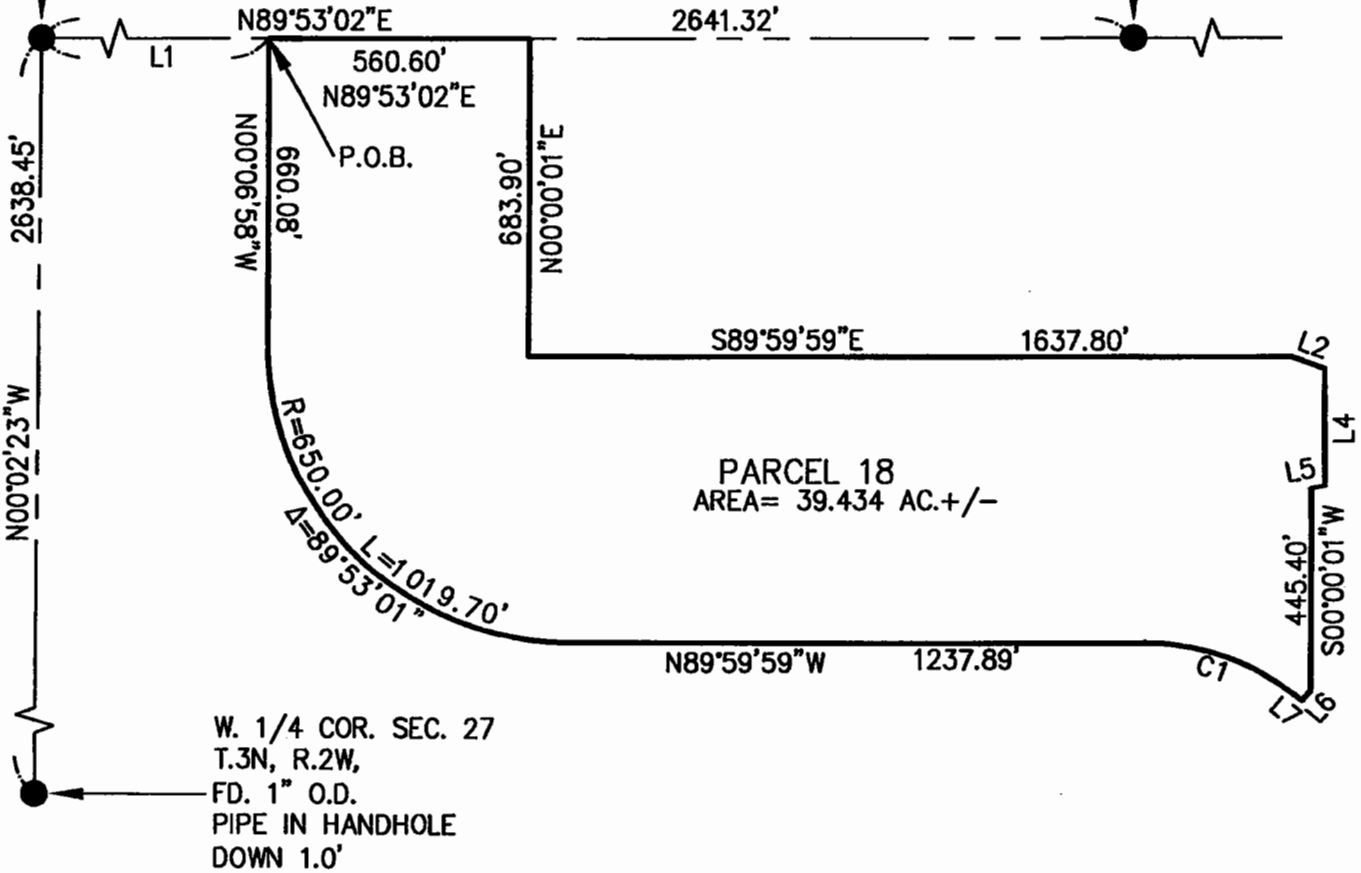 N89°53'02"E
2641.32'
L1
560.60'
N89°53'02"E
P.O.B.
2638.45'
N00°06'58"W
660.08'
683.90'
N00°00'01"E
S89°59'59"E
1637.80'
L2
L4
N00°02'23"W
R=650.00'
L=1019.70'
Δ=89°53'01"
PARCEL 18
AREA= 39.434 AC.+/-
L5
445.40'
S00°00'01"W
N89°59'59"W
1237.89'
C1
L7
L6
W. 1/4 COR. SEC. 27
T.3N, R.2W,
FD. 1" O.D.
PIPE IN HANDHOLE
DOWN 1.0'